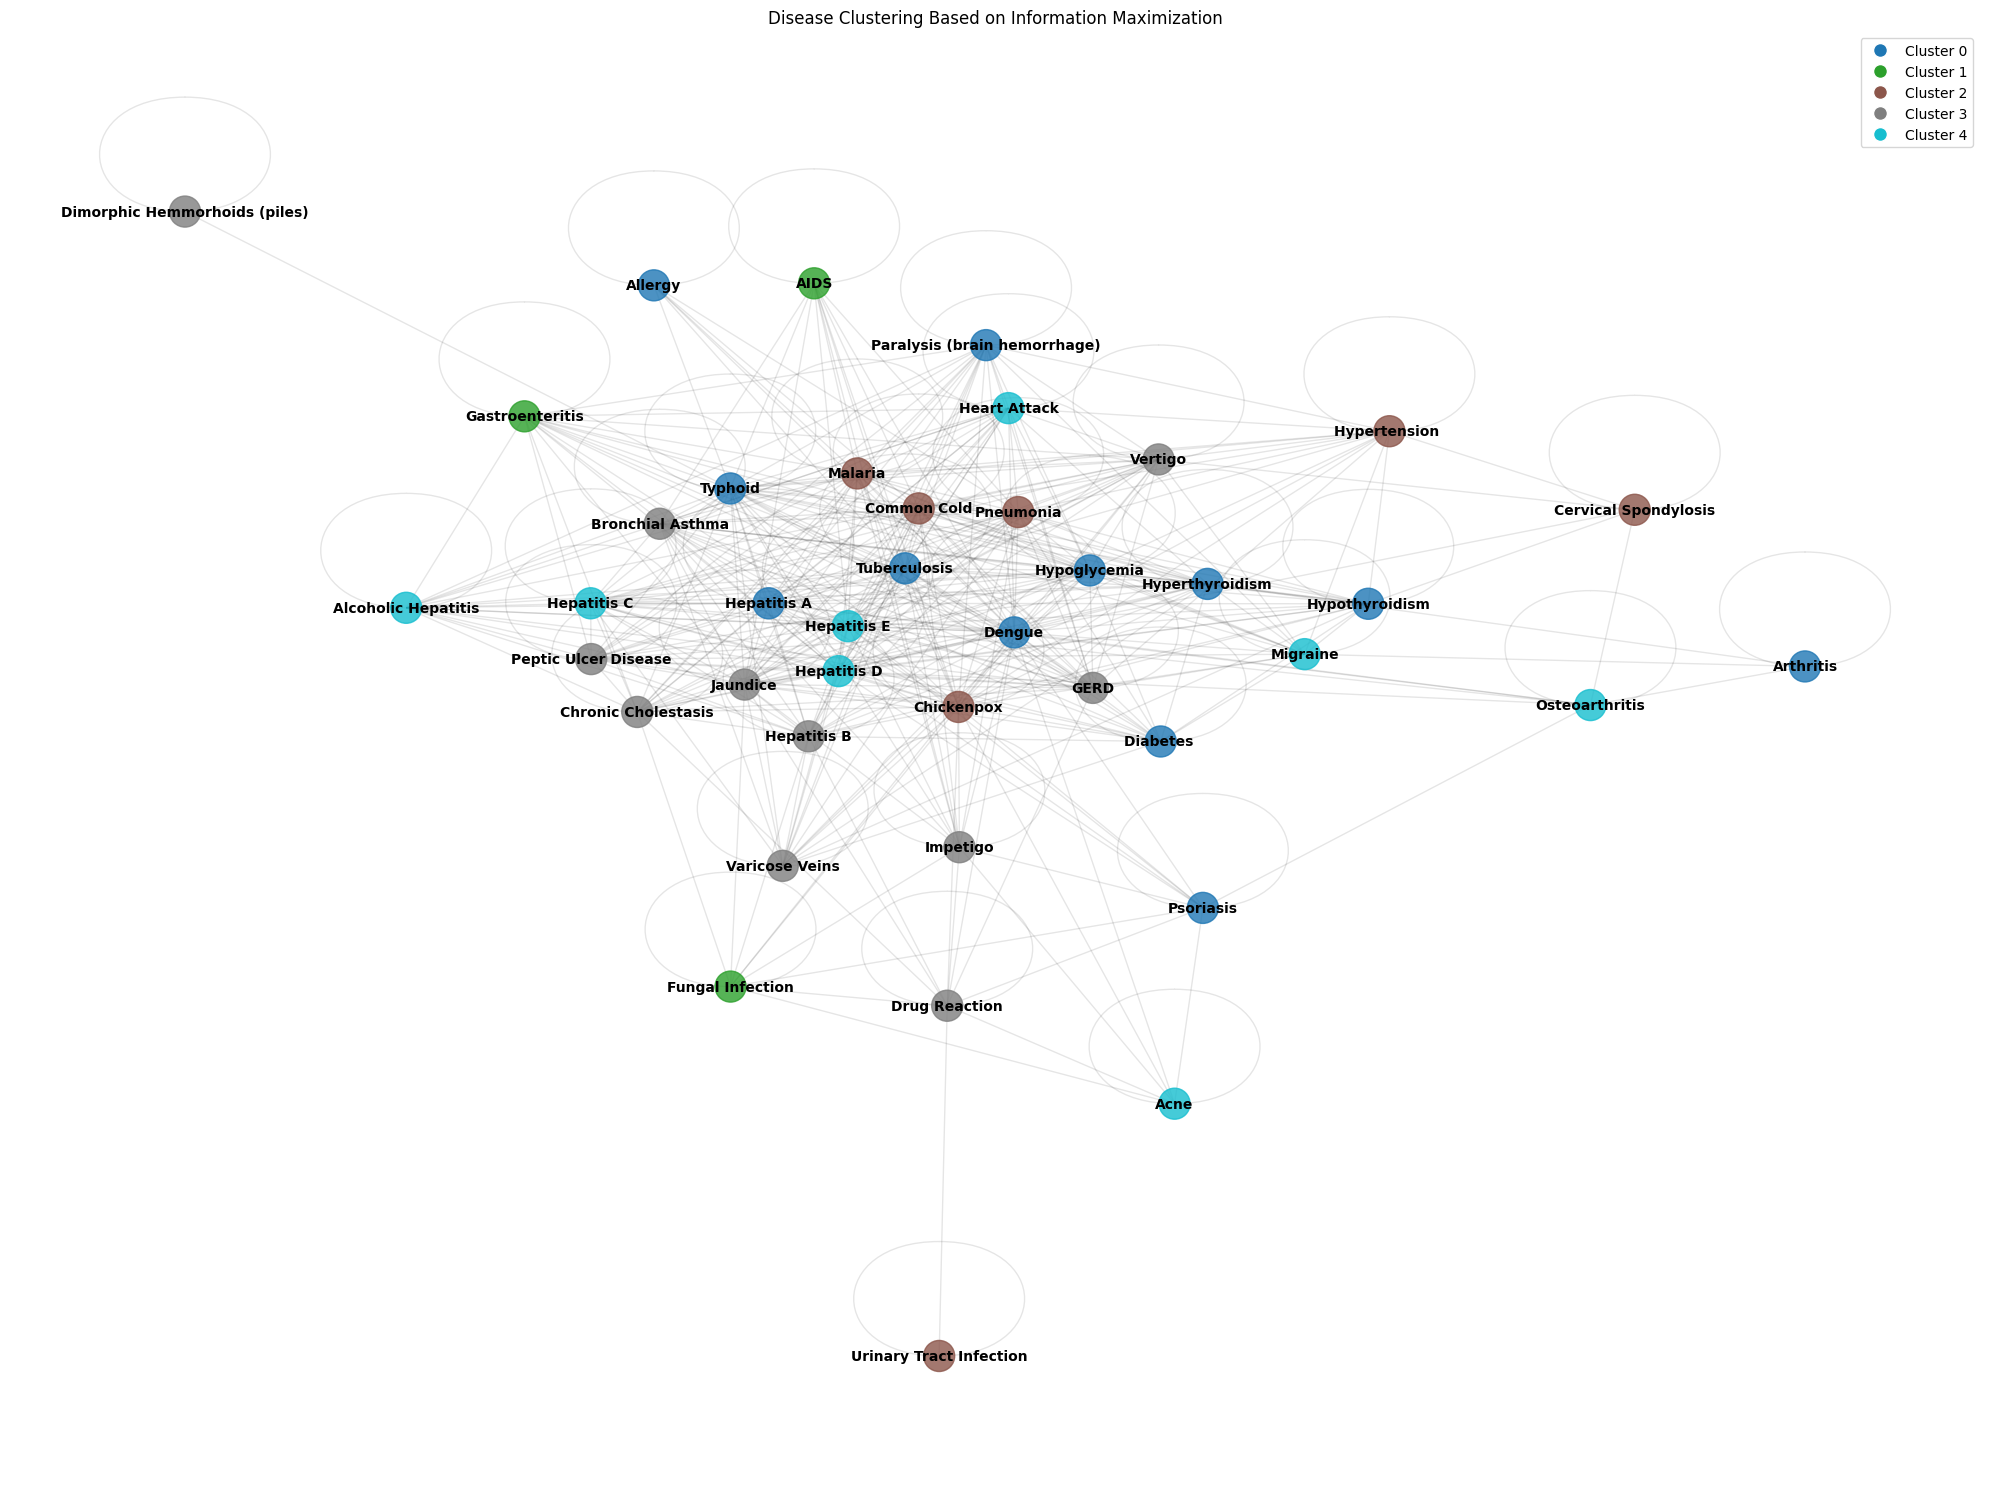 Disease Clustering Based on Information Maximization
Cluster 0
Cluster 1
Cluster 2
Cluster 3
Cluster 4
Dimorphic Hemmorhoids (piles)
Allergy
AIDS
Paralysis (brain hemorrhage)
Gastroenteritis
Heart Attack
Hypertension
Vertigo
Malaria
Typhoid
Common Cold
Pneumonia
Cervical Spondylosis
Bronchial Asthma
Tuberculosis
Hypoglycemia
Hyperthyroidism
Alcoholic Hepatitis
Hepatitis C
Hepatitis A
Hypothyroidism
Hepatitis E
Dengue
Migraine
Peptic Ulcer Disease
Arthritis
Hepatitis D
Jaundice
GERD
Osteoarthritis
Chickenpox
Chronic Cholestasis
Hepatitis B
Diabetes
Impetigo
Varicose Veins
Psoriasis
Fungal Infection
Drug Reaction
Acne
Urinary Tract Infection